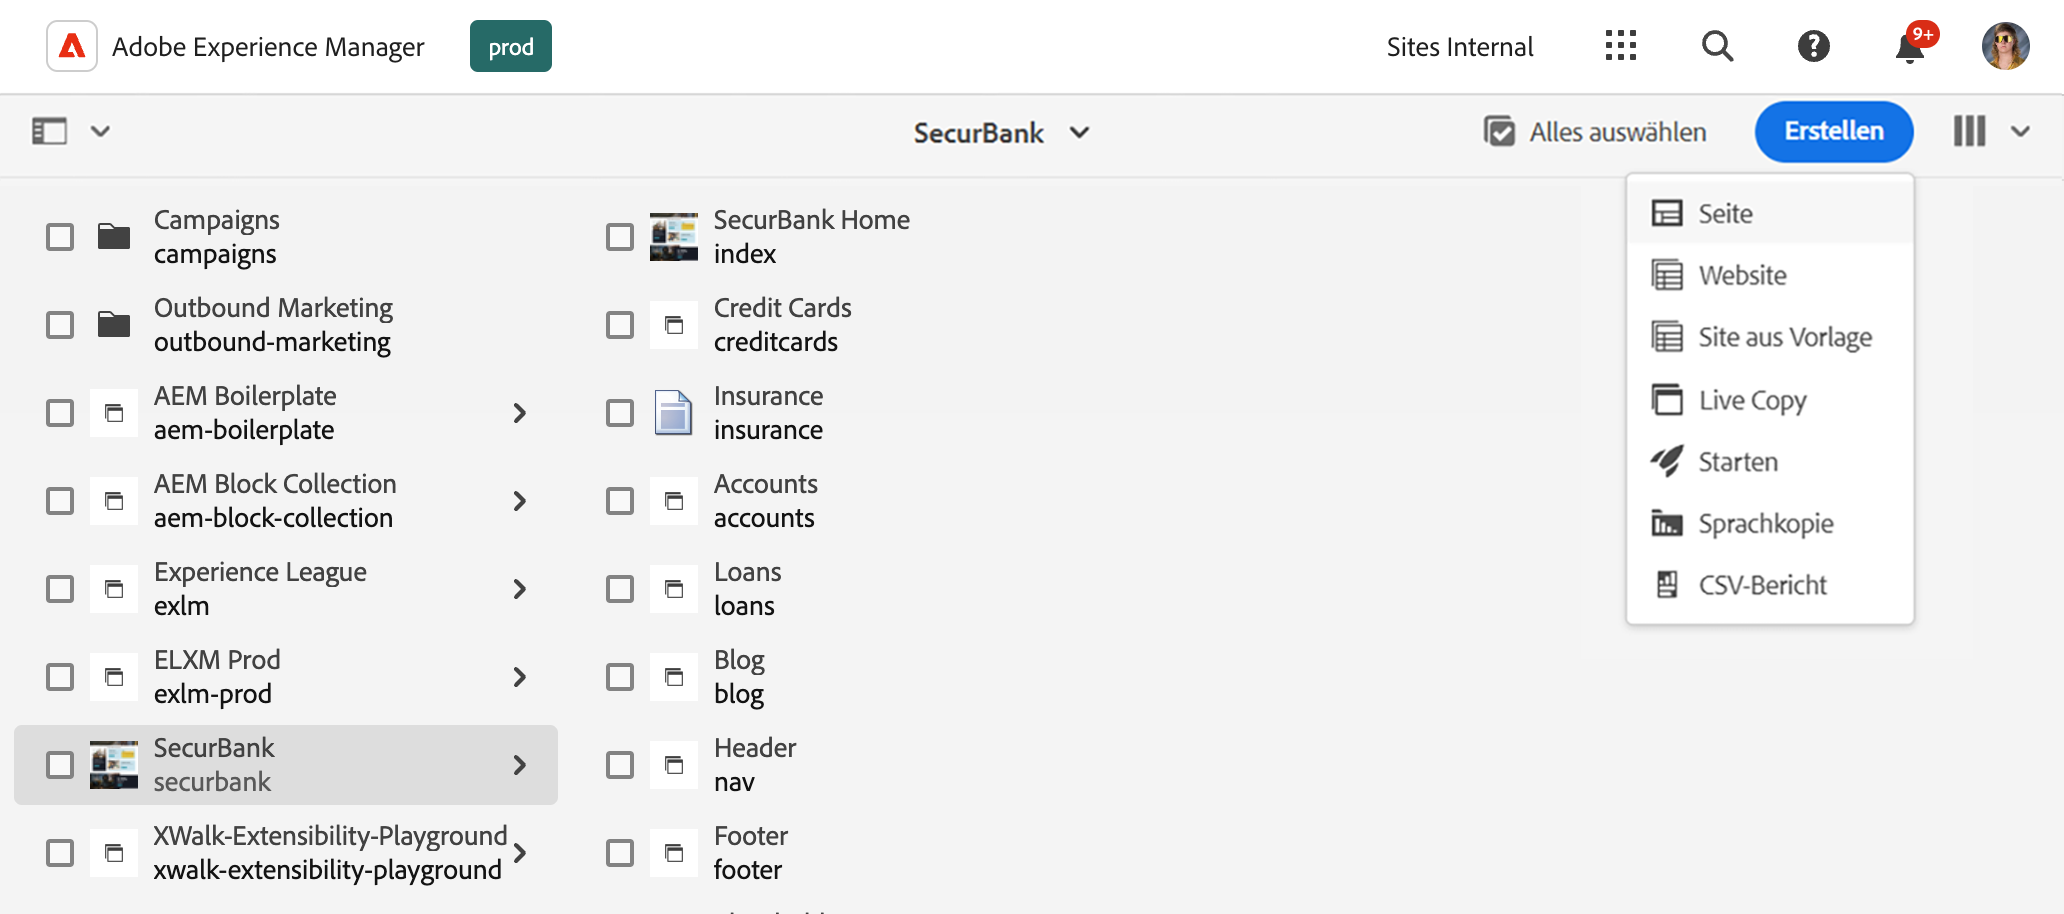 Adobe Experience Manager
prod
Sites Internal
9+
SecurBank
Alles auswählen
Erstellen
Campaigns
campaigns
Outbound Marketing
outbound-marketing
AEM Boilerplate
aem-boilerplate
AEM Block Collection
aem-block-collection
Experience League
exlm
ELXM Prod
exlm-prod
SecurBank
securbank
XWalk-Extensibility-Playground
xwalk-extensibility-playground
SecurBank Home
index
Credit Cards
creditcards
Insurance
insurance
Accounts
accounts
Loans
loans
Blog
blog
Header
nav
Footer
footer
Seite
Website
Site aus Vorlage
Live Copy
Starten
Sprachkopie
CSV-Bericht